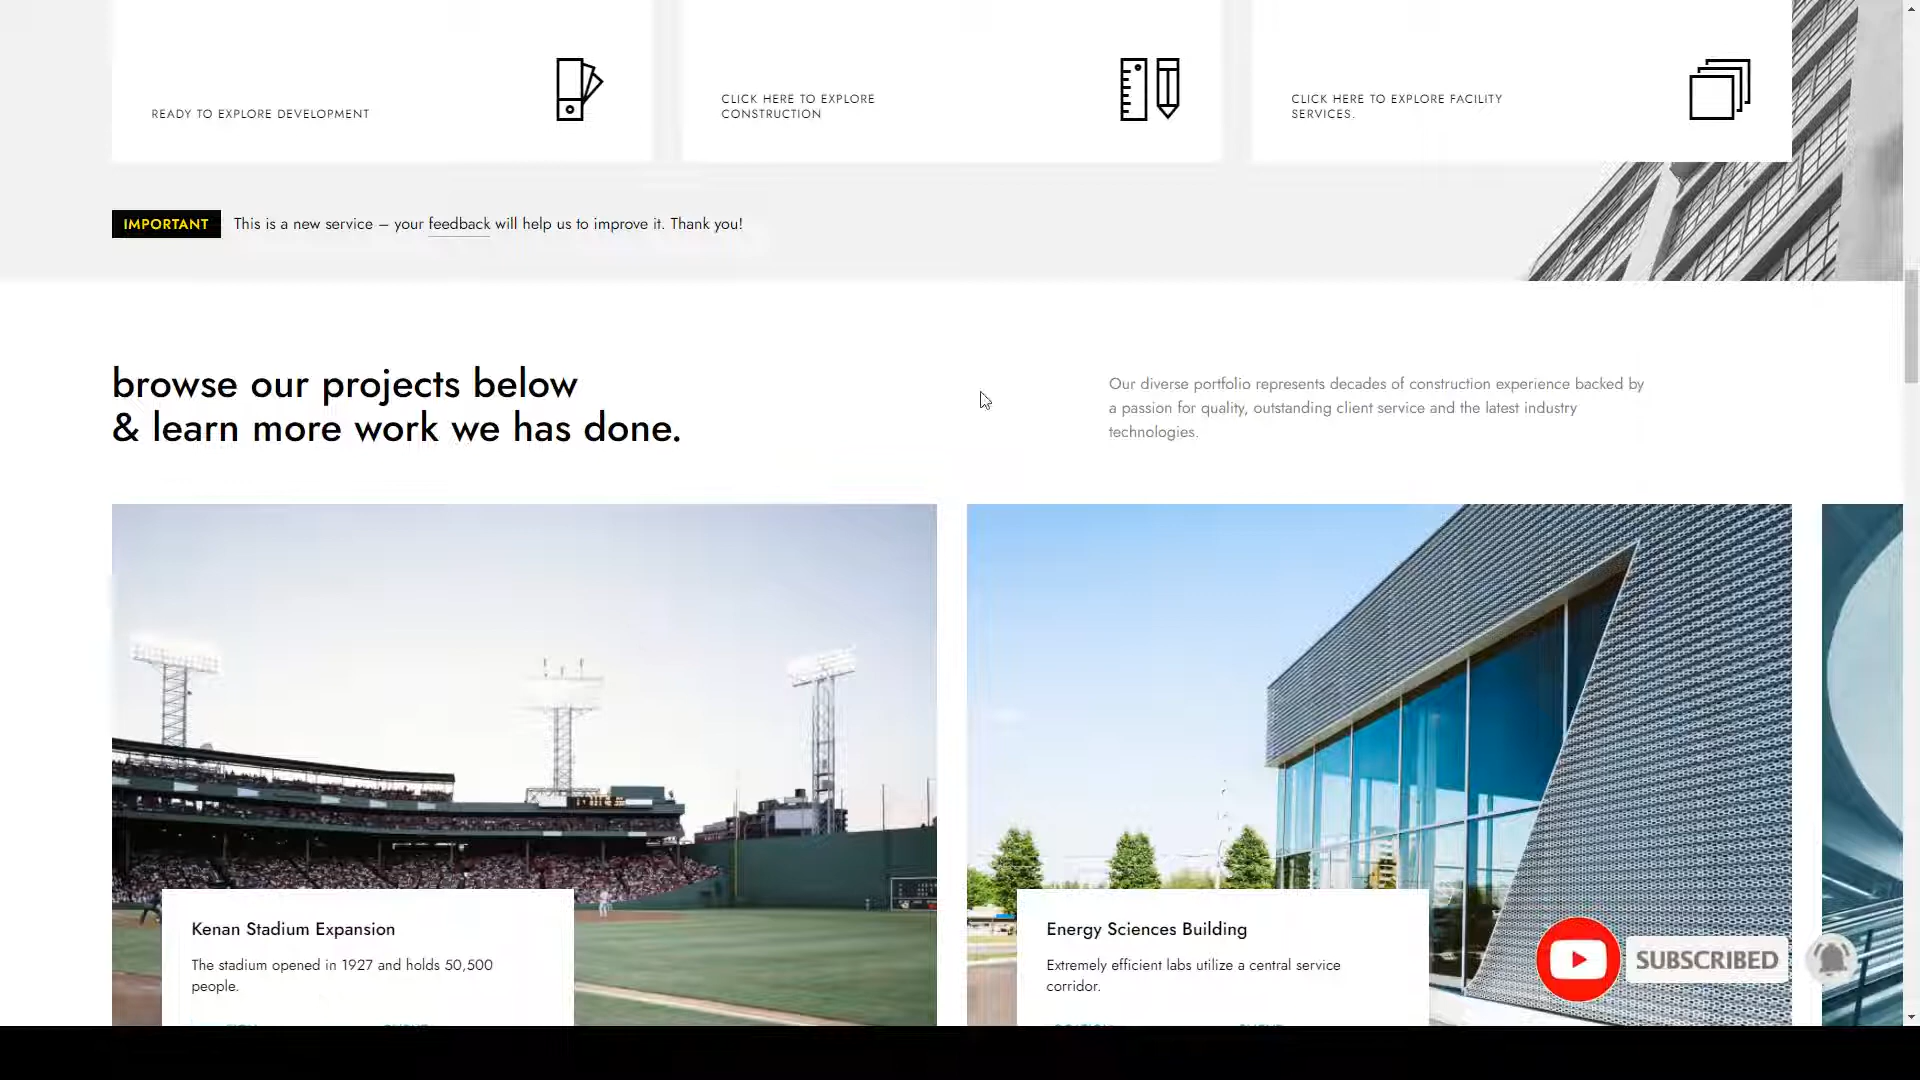 READY TO EXPLORE DEVELOPMENT
CLICK HERE TO EXPLORE
CONSTRUCTION
CLICK HERE TO EXPLORE FACILITY
SERVICES.
IMPORTANT This is a new service – your feedback will help us to improve it. Thank you!
browse our projects below
& learn more work we has done.
Our diverse portfolio represents decades of construction experience backed by
a passion for quality, outstanding client service and the latest industry
technologies.
Kenan Stadium Expansion
The stadium opened in 1927 and holds 50,500
people.
Energy Sciences Building
Extremely efficient labs utilize a central service
corridor.
SUBSCRIBED